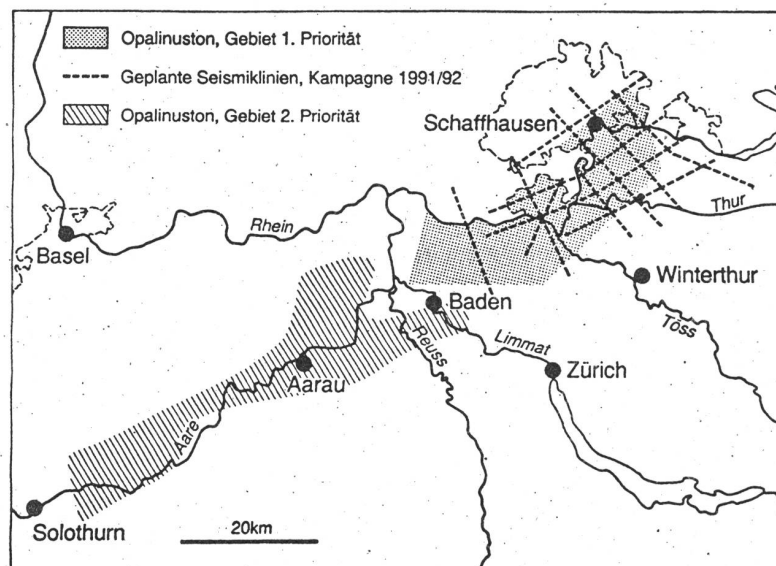 Opalinuston, Gebiet 1. Priorität
Geplante Seismiklinien, Kampagne 1991/92
Opalinuston, Gebiet 2. Priorität
Schaffhausen
Thur
Rhein
Basel
Winterthur
Baden
Töss
Reuss
Limmat
Zürich
Aarau
Aare
Solothurn
20km